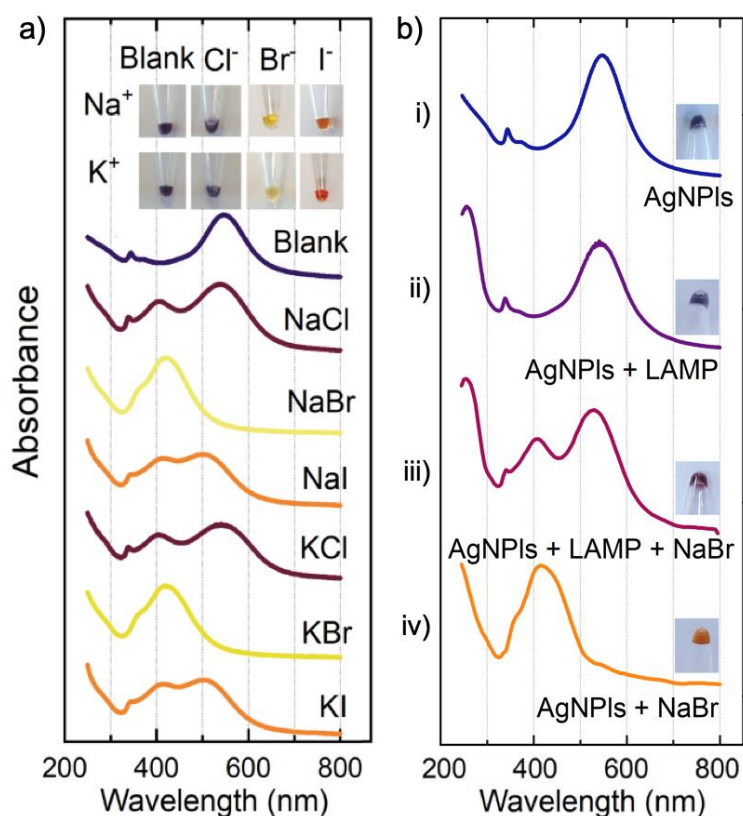 a)
Blank Cl⁻ Br⁻ I⁻
Na⁺
K⁺
Blank
NaCl
NaBr
NaI
KCl
KBr
KI
Absorbance
200 400 600 800
Wavelength (nm)
b)
i)
AgNPls
ii)
AgNPls + LAMP
iii)
AgNPls + LAMP + NaBr
iv)
AgNPls + NaBr
200 400 600 800
Wavelength (nm)